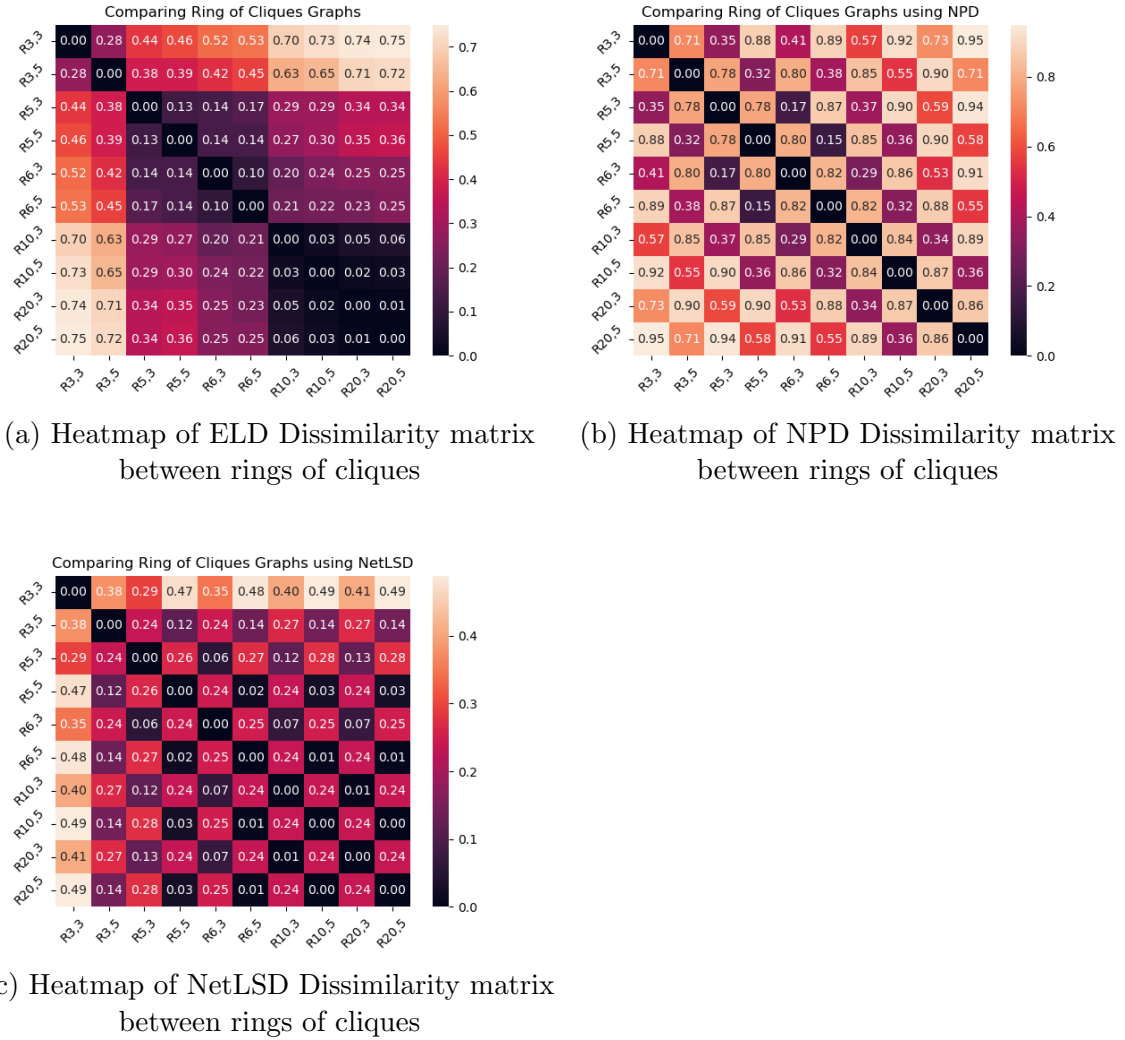 Comparing Ring of Cliques Graphs
R3,3 0.00 0.28 0.44 0.46 0.52 0.53 0.70 0.73 0.74 0.75
R3,5 0.28 0.00 0.38 0.39 0.42 0.45 0.63 0.65 0.71 0.72
R5,3 0.44 0.38 0.00 0.13 0.14 0.17 0.29 0.29 0.34 0.34
R5,5 0.46 0.39 0.13 0.00 0.14 0.14 0.27 0.30 0.35 0.36
R6,3 0.52 0.42 0.14 0.14 0.00 0.10 0.20 0.24 0.25 0.25
R6,5 0.53 0.45 0.17 0.14 0.10 0.00 0.21 0.22 0.23 0.25
R10,3 0.70 0.63 0.29 0.27 0.20 0.21 0.00 0.03 0.05 0.06
R10,5 0.73 0.65 0.29 0.30 0.24 0.22 0.03 0.00 0.02 0.03
R20,3 0.74 0.71 0.34 0.35 0.25 0.23 0.05 0.02 0.00 0.01
R20,5 0.75 0.72 0.34 0.36 0.25 0.25 0.06 0.03 0.01 0.00
R3,3 R3,5 R5,3 R5,5 R6,3 R6,5 R10,3 R10,5 R20,3 R20,5
0.7
0.6
0.5
0.4
0.3
0.2
0.1
0.0
(a) Heatmap of ELD Dissimilarity matrix
between rings of cliques
Comparing Ring of Cliques Graphs using NPD
R3,3 0.00 0.71 0.35 0.88 0.41 0.89 0.57 0.92 0.73 0.95
R3,5 0.71 0.00 0.78 0.32 0.80 0.38 0.85 0.55 0.90 0.71
R5,3 0.35 0.78 0.00 0.78 0.17 0.87 0.37 0.90 0.59 0.94
R5,5 0.88 0.32 0.78 0.00 0.80 0.15 0.85 0.36 0.90 0.58
R6,3 0.41 0.80 0.17 0.80 0.00 0.82 0.29 0.86 0.53 0.91
R6,5 0.89 0.38 0.87 0.15 0.82 0.00 0.82 0.32 0.88 0.55
R10,3 0.57 0.85 0.37 0.85 0.29 0.82 0.00 0.84 0.34 0.89
R10,5 0.92 0.55 0.90 0.36 0.86 0.32 0.84 0.00 0.87 0.36
R20,3 0.73 0.90 0.59 0.90 0.53 0.88 0.34 0.87 0.00 0.86
R20,5 0.95 0.71 0.94 0.58 0.91 0.55 0.89 0.36 0.86 0.00
R3,3 R3,5 R5,3 R5,5 R6,3 R6,5 R10,3 R10,5 R20,3 R20,5
0.8
0.6
0.4
0.2
0.0
(b) Heatmap of NPD Dissimilarity matrix
between rings of cliques
Comparing Ring of Cliques Graphs using NetLSD
R3,3 0.00 0.38 0.29 0.47 0.35 0.48 0.40 0.49 0.41 0.49
R3,5 0.38 0.00 0.24 0.12 0.24 0.14 0.27 0.14 0.27 0.14
R5,3 0.29 0.24 0.00 0.26 0.06 0.27 0.12 0.28 0.13 0.28
R5,5 0.47 0.12 0.26 0.00 0.24 0.02 0.24 0.03 0.24 0.03
R6,3 0.35 0.24 0.06 0.24 0.00 0.25 0.07 0.25 0.07 0.25
R6,5 0.48 0.14 0.27 0.02 0.25 0.00 0.24 0.01 0.24 0.01
R10,3 0.40 0.27 0.12 0.24 0.07 0.24 0.00 0.24 0.01 0.24
R10,5 0.49 0.14 0.28 0.03 0.25 0.01 0.24 0.00 0.24 0.00
R20,3 0.41 0.27 0.13 0.24 0.07 0.24 0.01 0.24 0.00 0.24
R20,5 0.49 0.14 0.28 0.03 0.25 0.01 0.24 0.00 0.24 0.00
R3,3 R3,5 R5,3 R5,5 R6,3 R6,5 R10,3 R10,5 R20,3 R20,5
0.4
0.3
0.2
0.1
0.0
c) Heatmap of NetLSD Dissimilarity matrix
between rings of cliques